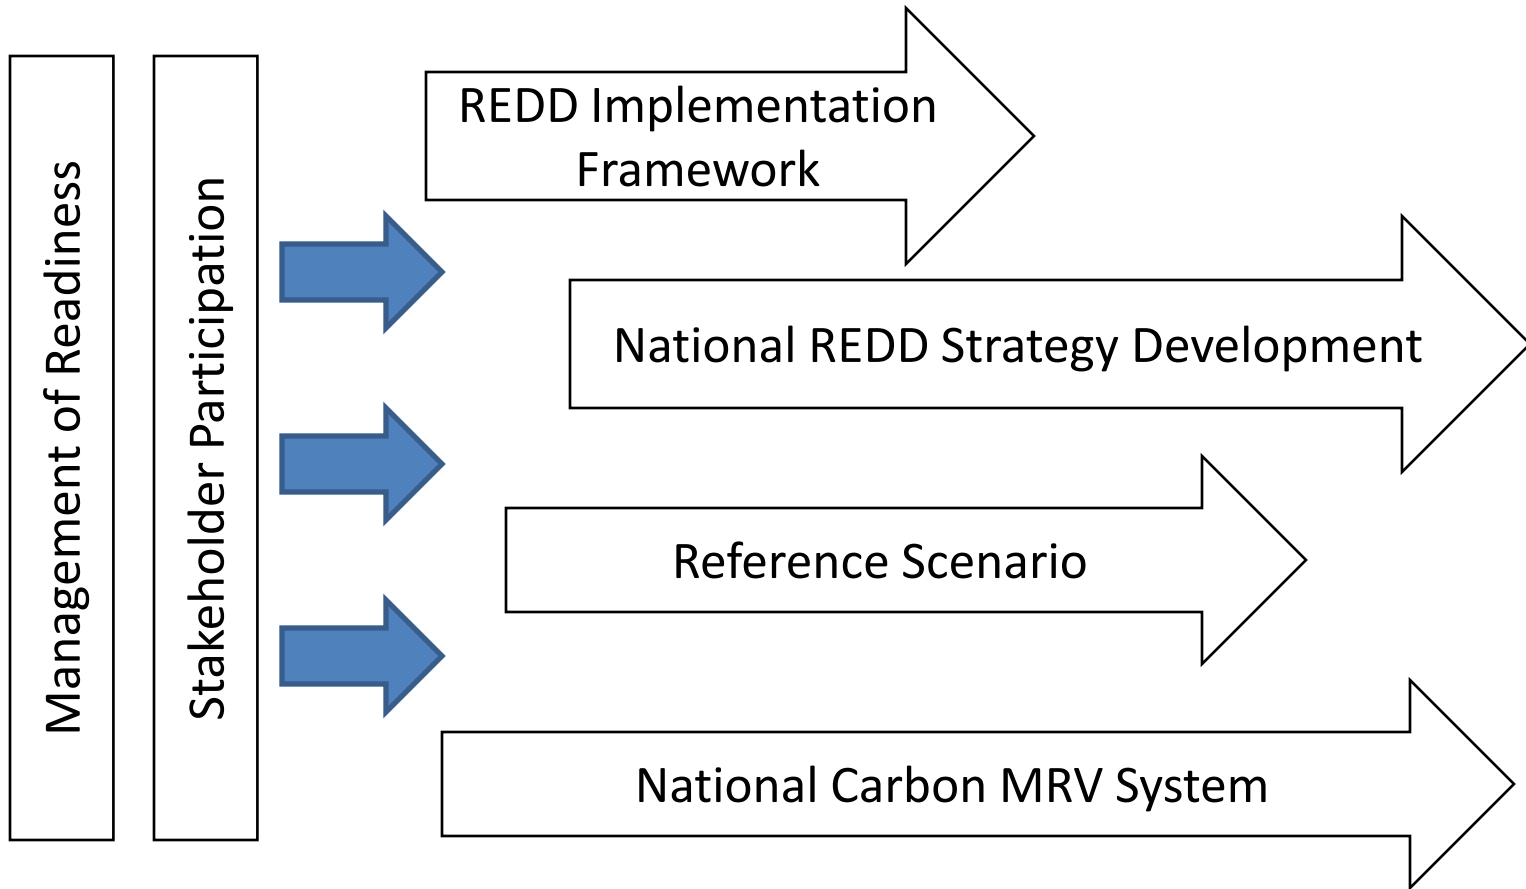 Management of Readiness
Stakeholder Participation
REDD Implementation
Framework
National REDD Strategy Development
Reference Scenario
National Carbon MRV System